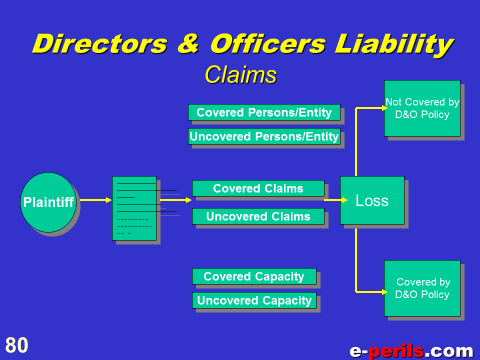 Directors & Officers Liability
Claims
Covered Persons/Entity
Uncovered Persons/Entity
Not Covered by
D&O Policy
Plaintiff
Covered Claims
Uncovered Claims
Loss
Covered Capacity
Uncovered Capacity
Covered by
D&O Policy
80
e-perils.com